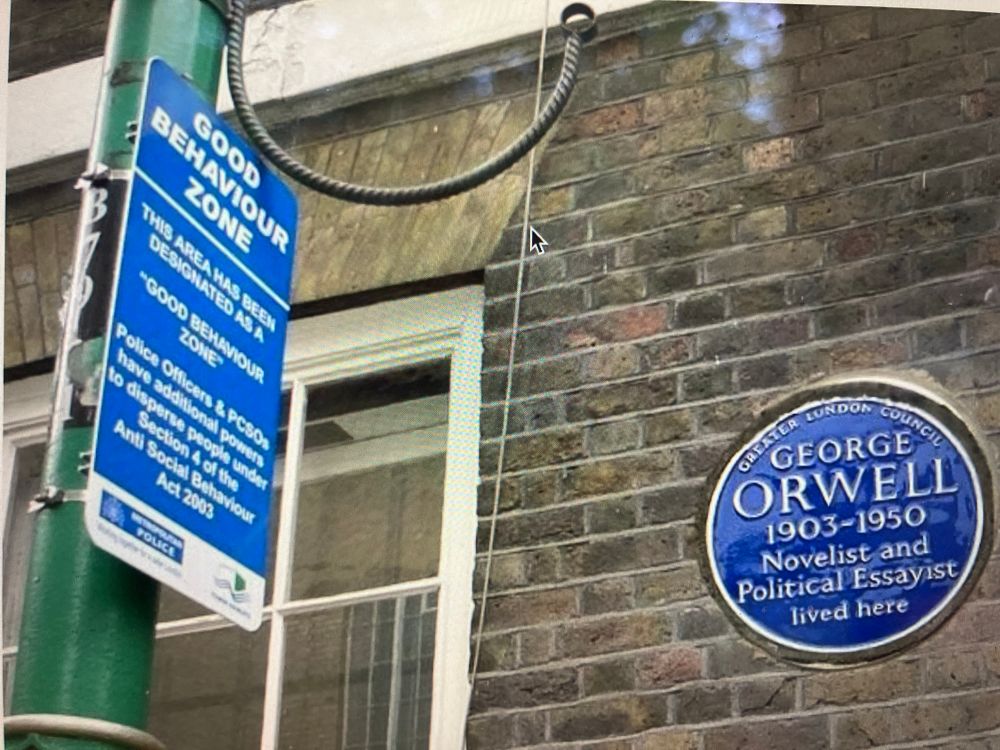 GOOD
BEHAVIOUR
ZONE
THIS AREA HAS BEEN
DESIGNATED AS A
"GOOD BEHAVIOUR
ZONE"
Police Officers & PCSOs
have additional powers
to disperse people under
Section 4 of the
Anti Social Behaviour
Act 2003
METROPOLITAN
POLICE
B
7
9
GREATER LONDON COUNCIL
GEORGE
ORWELL
1903-1950
Novelist and
Political Essayist
lived here